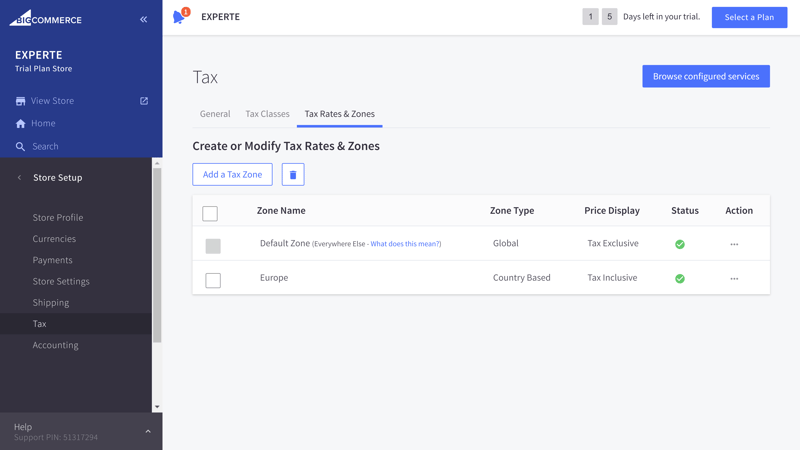 BIGCOMMERCE
«
1
EXPERTE
1 5 Days left in your trial.
Select a Plan
EXPERTE
Trial Plan Store
View Store
Home
Search
Store Setup
Store Profile
Currencies
Payments
Store Settings
Shipping
Tax
Accounting
Help
Support PIN: 51317294
Tax
Browse configured services
General Tax Classes Tax Rates & Zones
Create or Modify Tax Rates & Zones
Add a Tax Zone
Zone Name Zone Type Price Display Status Action
Default Zone (Everywhere Else - What does this mean?) Global Tax Exclusive ...
Europe Country Based Tax Inclusive ...